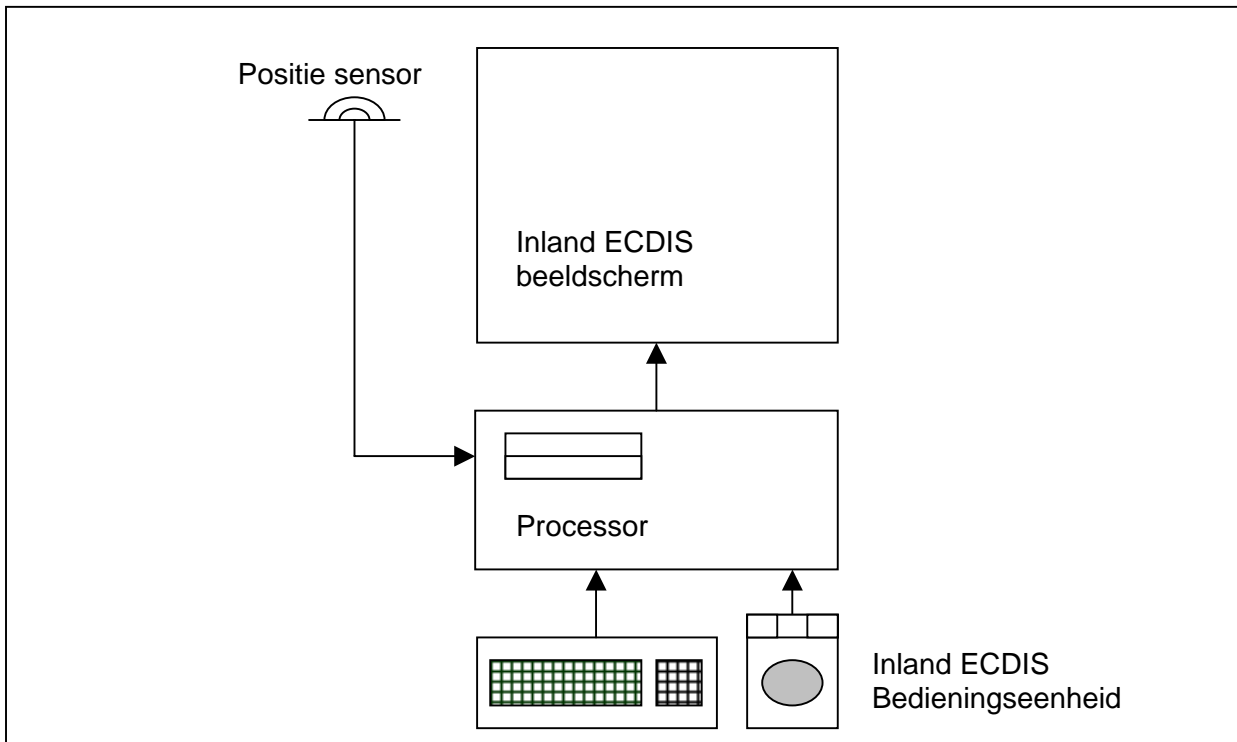 Positie sensor
Inland ECDIS
beeldscherm
Processor
Inland ECDIS
Bedieningseenheid